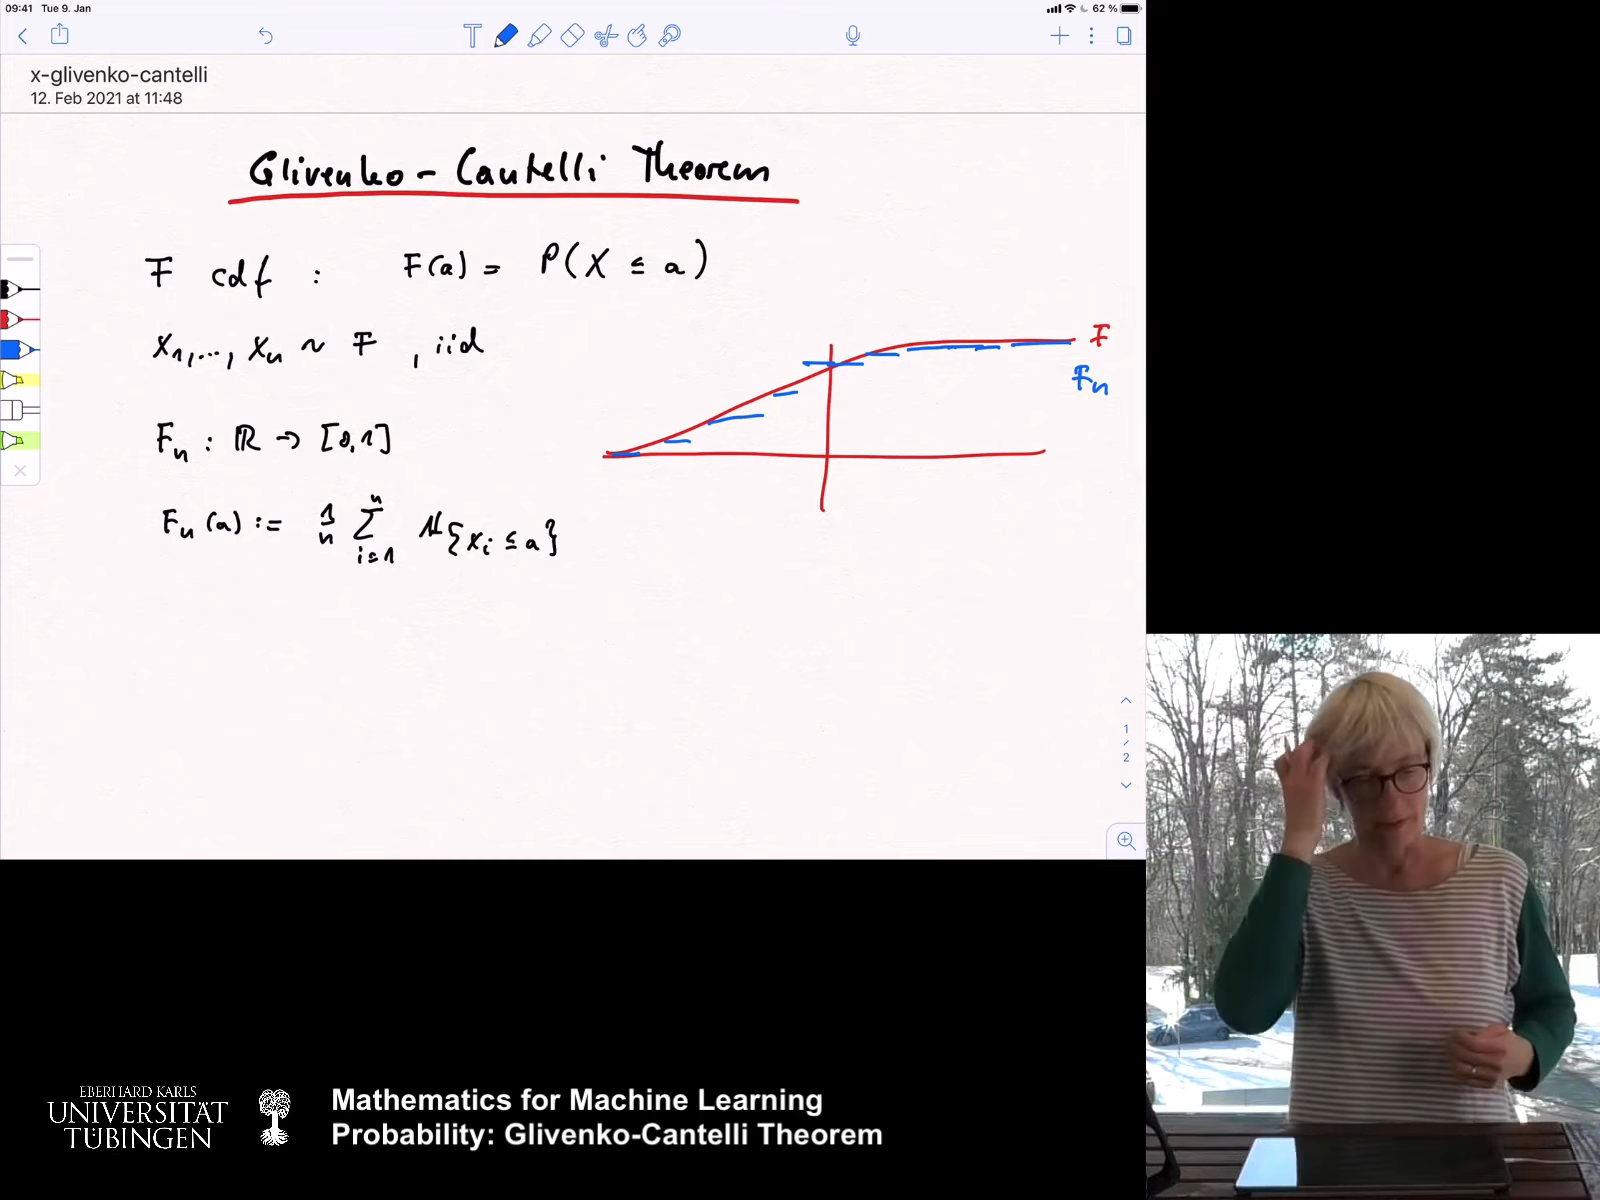 09:41 Tue 9. Jan
62 %
x-glivenko-cantelli
12. Feb 2021 at 11:48
Glivenko-Cantelli Theorem
F cdf : F(a) = P(X ≤ a)
X₁,..., Xₙ ~ F , iid
F
Fₙ
Fₙ : ℝ → [0,1]
Fₙ(a) := 1/n ∑ᵢ₌₁ⁿ 𝟙{Xᵢ ≤ a}
1
/
2
EBERHARD KARLS
UNIVERSITÄT
TÜBINGEN
Mathematics for Machine Learning
Probability: Glivenko-Cantelli Theorem